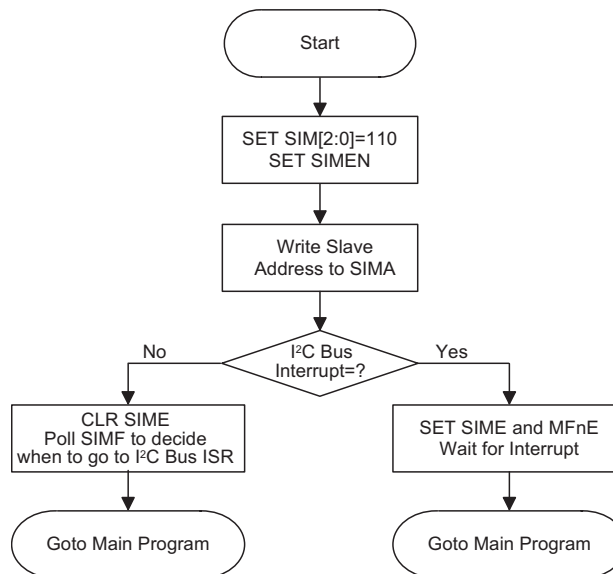 Start
SET SIM[2:0]=110
SET SIMEN
Write Slave
Address to SIMA
I²C Bus
Interrupt=?
No
Yes
CLR SIME
Poll SIMF to decide
when to go to I²C Bus ISR
SET SIME and MFnE
Wait for Interrupt
Goto Main Program
Goto Main Program